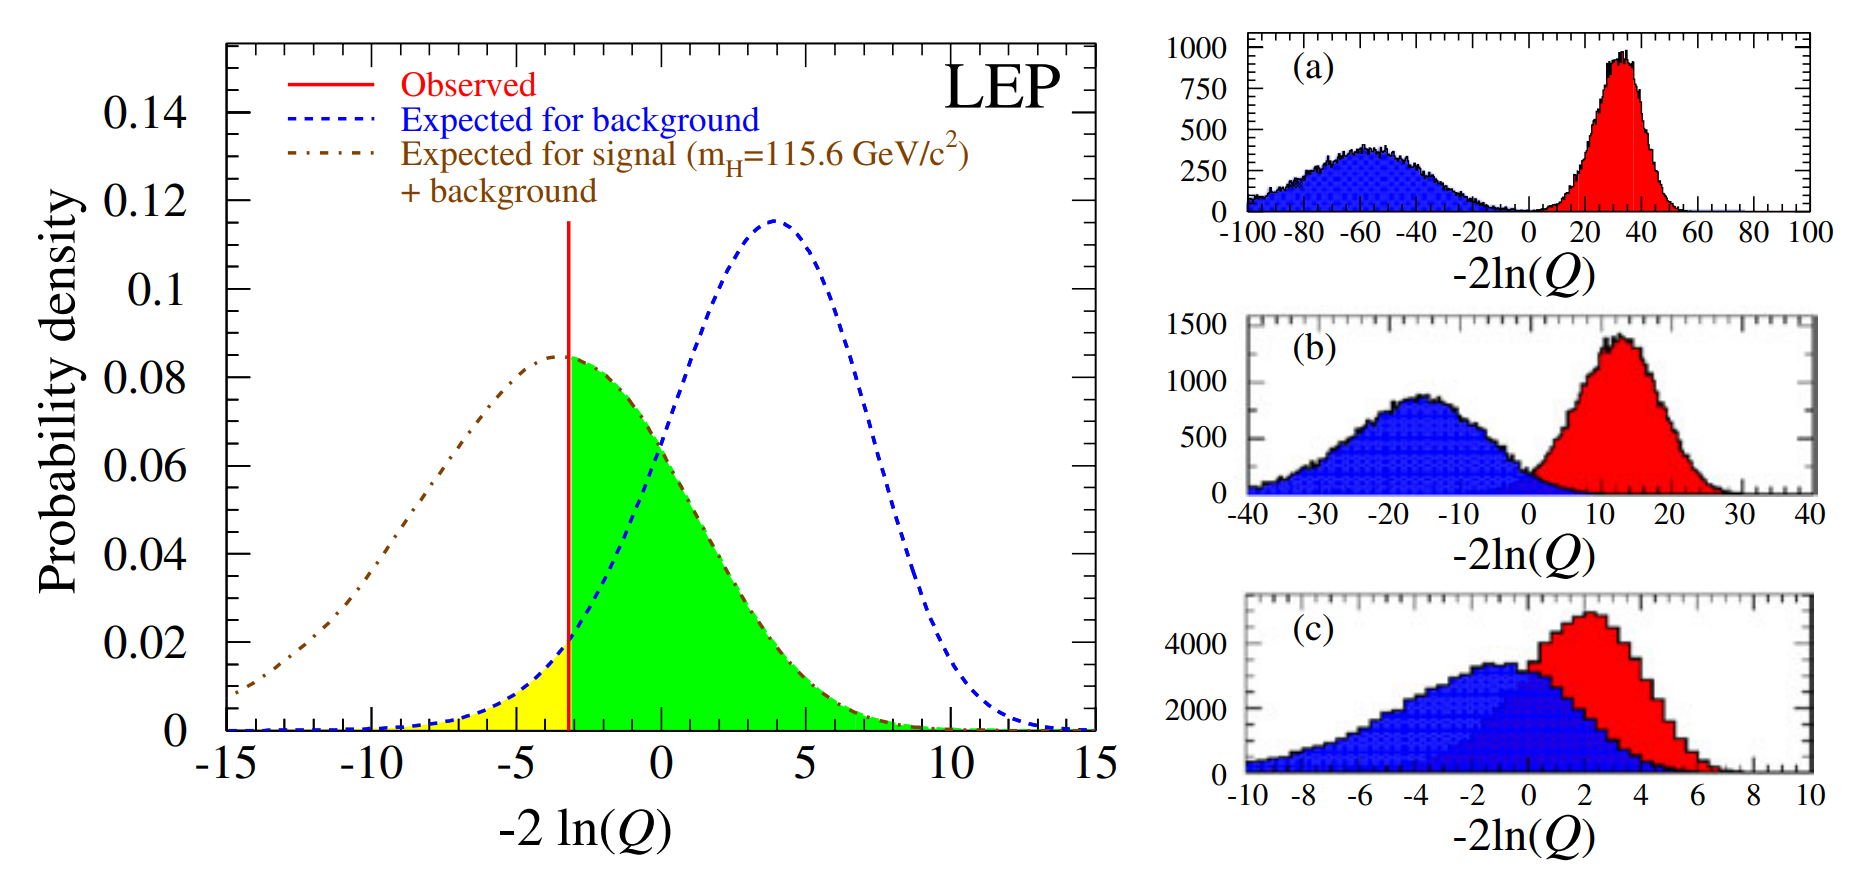 LEP
Observed
Expected for background
Expected for signal (mH=115.6 GeV/c2)
+ background
Probability density
0.14
0.12
0.1
0.08
0.06
0.04
0.02
0
-15 -10 -5 0 5 10 15
-2 ln(Q)
(a)
1000
750
500
250
0
-100 -80 -60 -40 -20 0 20 40 60 80 100
-2ln(Q)
(b)
1500
1000
500
0
-40 -30 -20 -10 0 10 20 30 40
-2ln(Q)
(c)
4000
2000
0
-10 -8 -6 -4 -2 0 2 4 6 8 10
-2ln(Q)